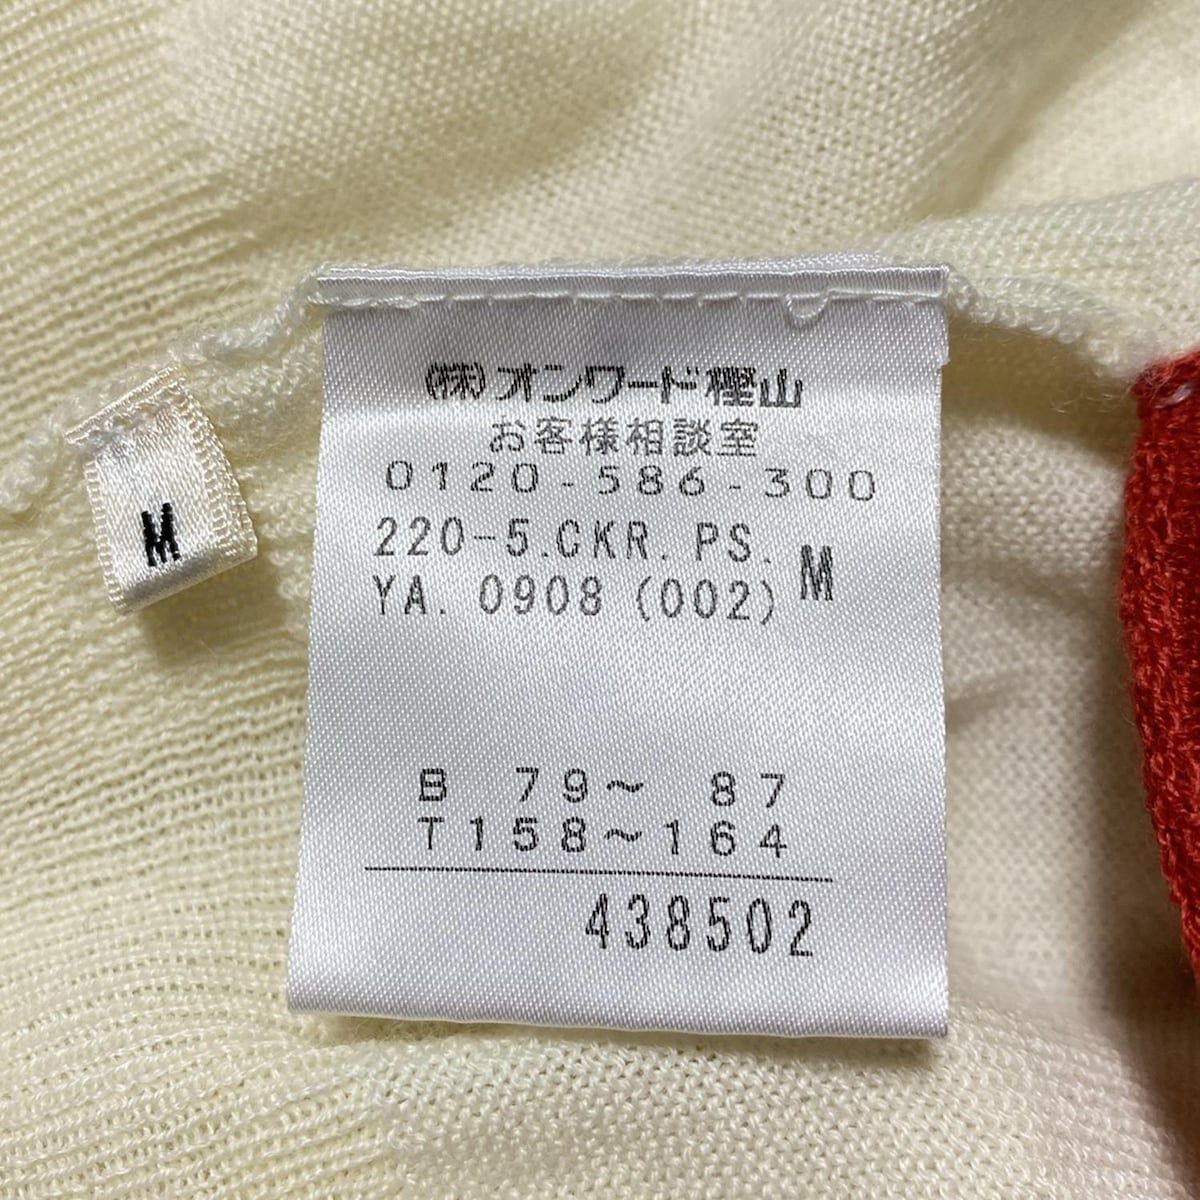 (株)オンワード樫山
お客様相談室
0120-586-300
220-5.CKR.PS.
YA.0908(002)
M
B 79〜 87
T158〜164
438502
M